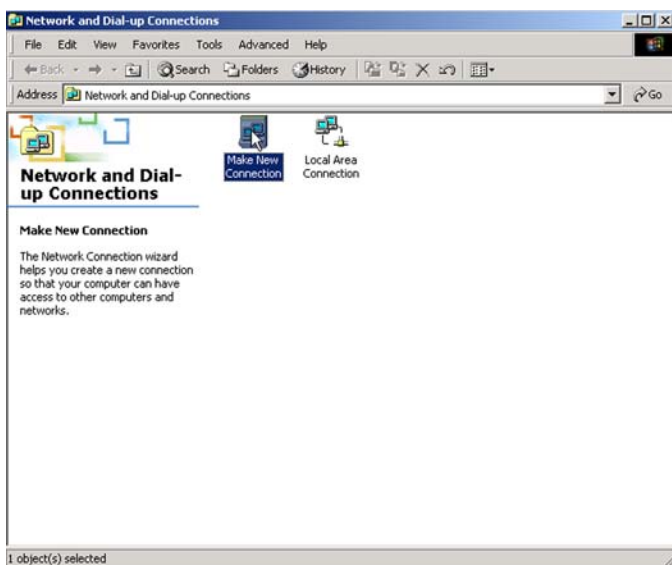 Network and Dial-up Connections
File Edit View Favorites Tools Advanced Help
Back Search Folders History
Address Network and Dial-up Connections Go
Make New
Connection
Local Area
Connection
Network and Dial-
up Connections
Make New Connection
The Network Connection wizard
helps you create a new connection
so that your computer can have
access to other computers and
networks.
1 object(s) selected